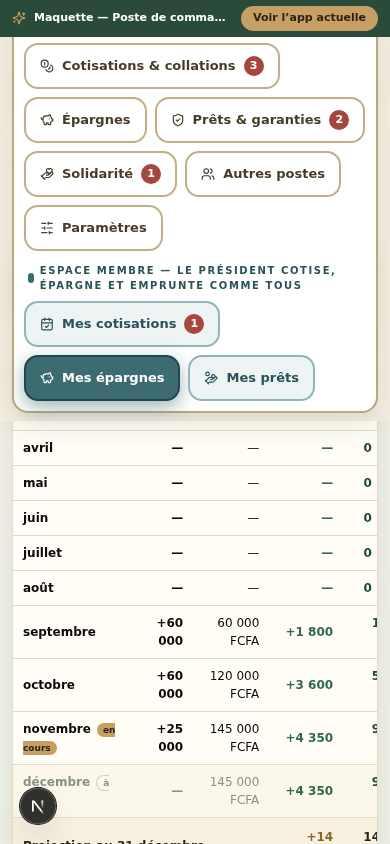 Maquette — Poste de comma… Voir l’app actuelle
Cotisations & collations 3
Épargnes Prêts & garanties 2
Solidarité 1 Autres postes
Paramètres
ESPACE MEMBRE — LE PRÉSIDENT COTISE,
ÉPARGNE ET EMPRUNTE COMME TOUS
Mes cotisations 1
Mes épargnes Mes prêts
avril — — — 0
mai — — — 0
juin — — — 0
juillet — — — 0
août — — — 0
septembre +60 000 60 000 FCFA +1 800
octobre +60 000 120 000 FCFA +3 600
novembre en cours +25 000 145 000 FCFA +4 350
décembre à — 145 000 FCFA +4 350
N
Projection au 31 décembre +14 14